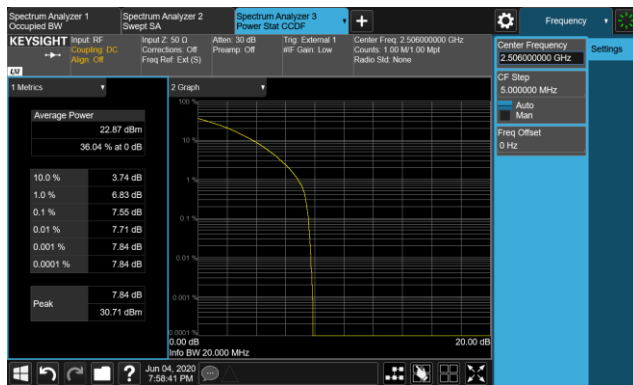 Spectrum Analyzer 1
Occupied BW
Spectrum Analyzer 2
Swept SA
Spectrum Analyzer 3
Power Stat CCDF
Frequency
KEYSIGHT
Input: RF
Coupling: DC
Align: Off
Input Z: 50 Ω
Corrections: Off
Freq Ref: Ext (S)
Atten: 30 dB
Preamp: Off
Trig: External 1
#IF Gain: Low
Center Freq: 2.506000000 GHz
Counts: 1.00 M/1.00 Mpt
Radio Std: None
LXI
Center Frequency
2.506000000 GHz
Settings
CF Step
5.000000 MHz
Auto
Man
Freq Offset
0 Hz
1 Metrics
Average Power
22.87 dBm
36.04 % at 0 dB
10.0 % 3.74 dB
1.0 % 6.83 dB
0.1 % 7.55 dB
0.01 % 7.71 dB
0.001 % 7.84 dB
0.0001 % 7.84 dB
Peak
7.84 dB
30.71 dBm
2 Graph
100 %
10 %
1 %
0.1 %
0.01 %
0.001 %
0.0001 %
0.00 dB
20.00 dB
Info BW 20.000 MHz
?
Jun 04, 2020
7:58:41 PM